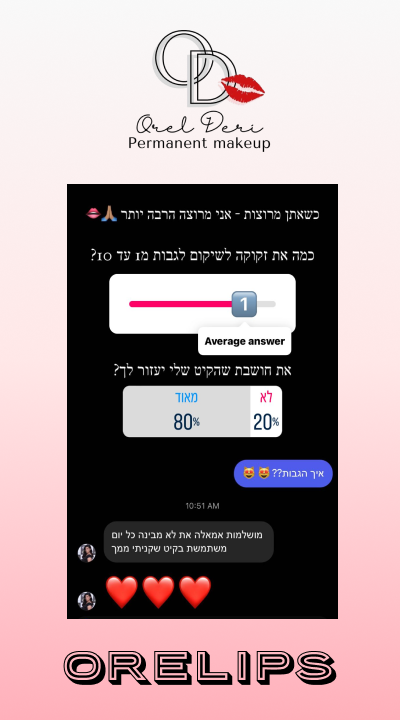 OD
Orel Deri
Permanent makeup
כשאתן מרוצות - אני מרוצה הרבה יותר 🙏🏽👄
כמה את זקוקה לשיקום לגבות מ1 עד 10?
1
Average answer
את חושבת שהקיט שלי יעזור לך?
מאוד לא
80% 20%
איך הגבות?? 😻😻
10:51 AM
מושלמות אמאלה את לא מבינה כל יום
משתמשת בקיט שקניתי ממך
❤️❤️❤️
ORELIPS